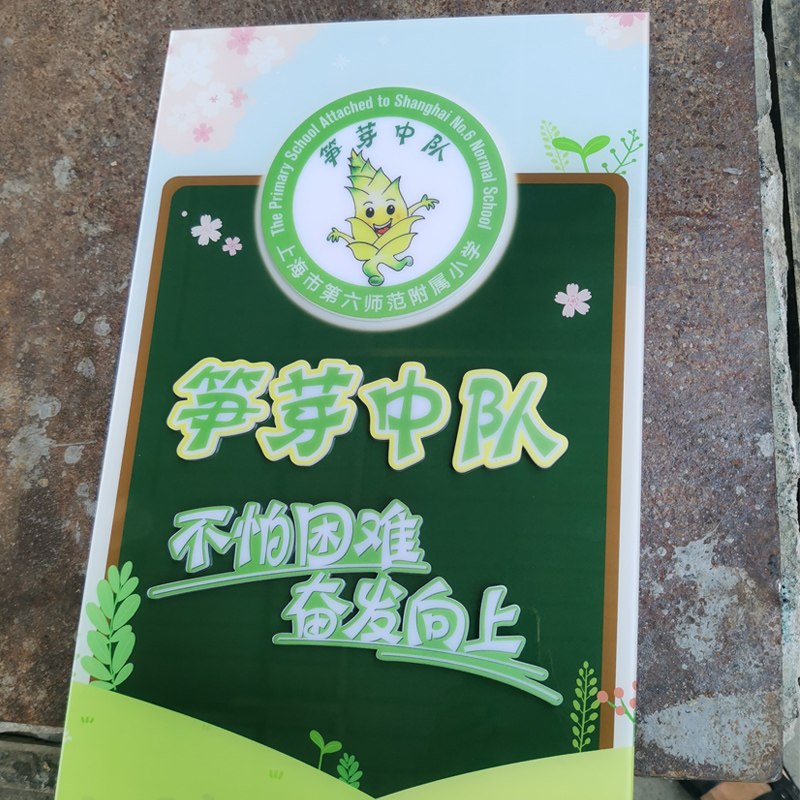 The Primary School Attached to Shanghai No.6 Normal School
笋芽中队
上海市第六师范附属小学
笋芽中队
不怕困难
奋发向上